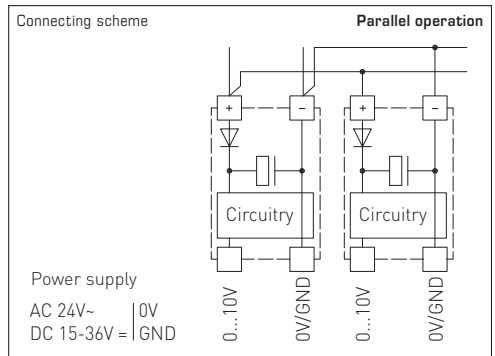 Connecting scheme
Parallel operation
+
–
+
–
Circuitry
Circuitry
Power supply
AC 24V~ | 0V
DC 15-36V = | GND
0...10V
0V/GND
0...10V
0V/GND